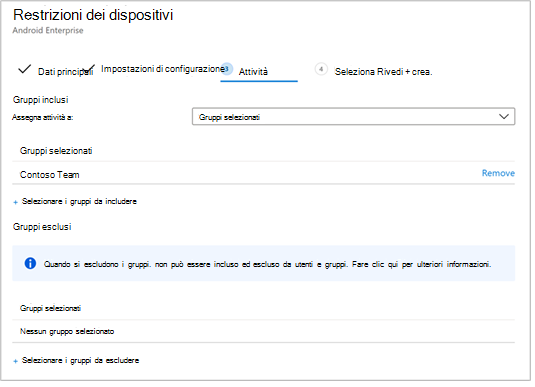 Restrizioni dei dispositivi
Android Enterprise
Dati principali Impostazioni di configurazione 3 Attività 4 Seleziona Rivedi + crea.
Gruppi inclusi
Assegna attività a: Gruppi selezionati
Gruppi selezionati
Contoso Team Remove
+ Selezionare i gruppi da includere
Gruppi esclusi
Quando si escludono i gruppi. non può essere incluso ed escluso da utenti e gruppi. Fare clic qui per ulteriori informazioni.
Gruppi selezionati
Nessun gruppo selezionato
+ Selezionare i gruppi da escludere